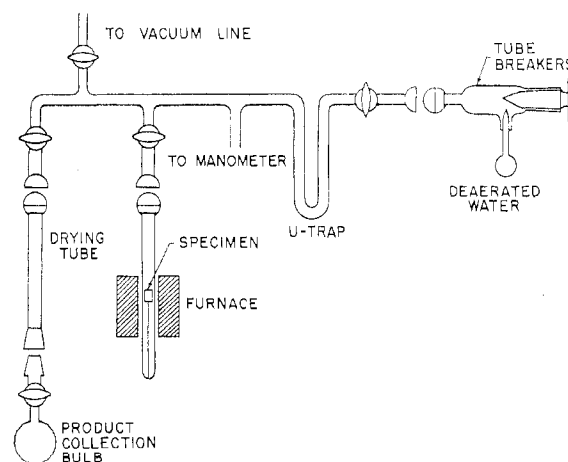 TO VACUUM LINE
TUBE
BREAKERS
TO MANOMETER
DEAERATED
WATER
U-TRAP
DRYING
TUBE
SPECIMEN
FURNACE
PRODUCT
COLLECTION
BULB